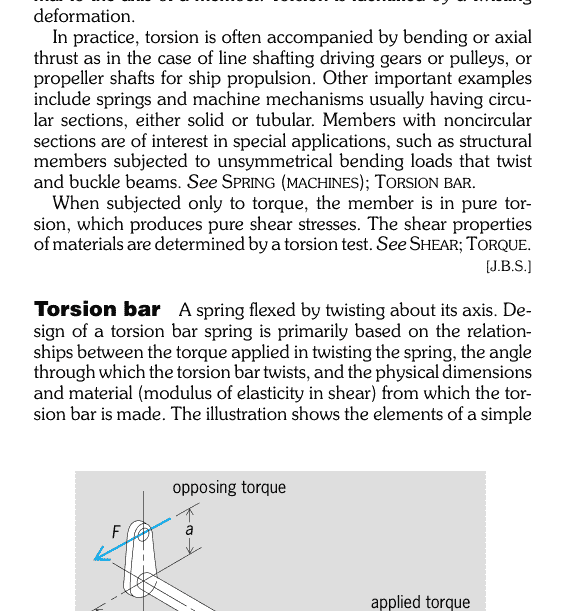 deformation.
In practice, torsion is often accompanied by bending or axial
thrust as in the case of line shafting driving gears or pulleys, or
propeller shafts for ship propulsion. Other important examples
include springs and machine mechanisms usually having circu-
lar sections, either solid or tubular. Members with noncircular
sections are of interest in special applications, such as structural
members subjected to unsymmetrical bending loads that twist
and buckle beams. See SPRING (MACHINES); TORSION BAR.
When subjected only to torque, the member is in pure tor-
sion, which produces pure shear stresses. The shear properties
of materials are determined by a torsion test. See SHEAR; TORQUE.
[J.B.S.]
Torsion bar A spring flexed by twisting about its axis. De-
sign of a torsion bar spring is primarily based on the relation-
ships between the torque applied in twisting the spring, the angle
through which the torsion bar twists, and the physical dimensions
and material (modulus of elasticity in shear) from which the tor-
sion bar is made. The illustration shows the elements of a simple
opposing torque
F
a
applied torque